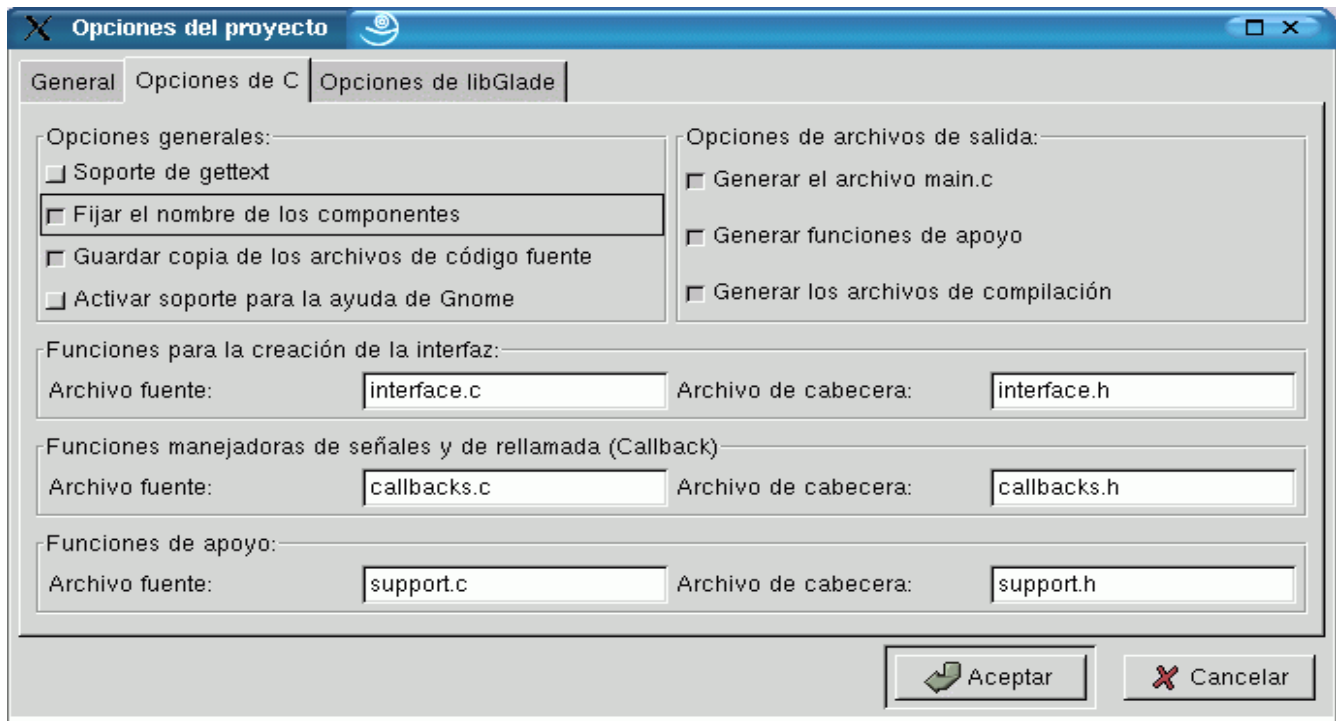 Opciones del proyecto
General Opciones de C Opciones de libGlade
Opciones generales:
Soporte de gettext
Fijar el nombre de los componentes
Guardar copia de los archivos de código fuente
Activar soporte para la ayuda de Gnome
Opciones de archivos de salida:
Generar el archivo main.c
Generar funciones de apoyo
Generar los archivos de compilación
Funciones para la creación de la interfaz:
Archivo fuente: interface.c Archivo de cabecera: interface.h
Funciones manejadoras de señales y de rellamada (Callback)
Archivo fuente: callbacks.c Archivo de cabecera: callbacks.h
Funciones de apoyo:
Archivo fuente: support.c Archivo de cabecera: support.h
Aceptar Cancelar